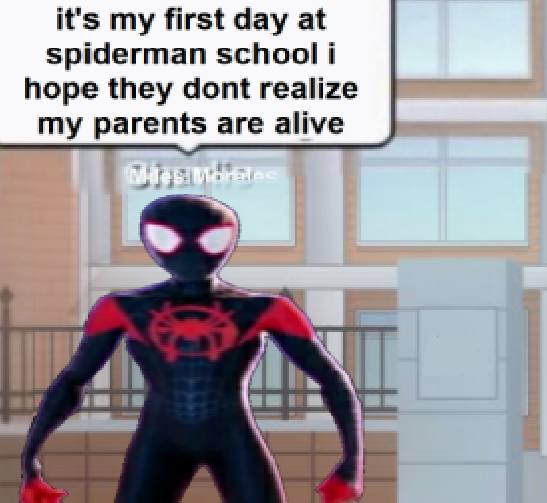 it's my first day at
spiderman school i
hope they dont realize
my parents are alive
Miles Morales